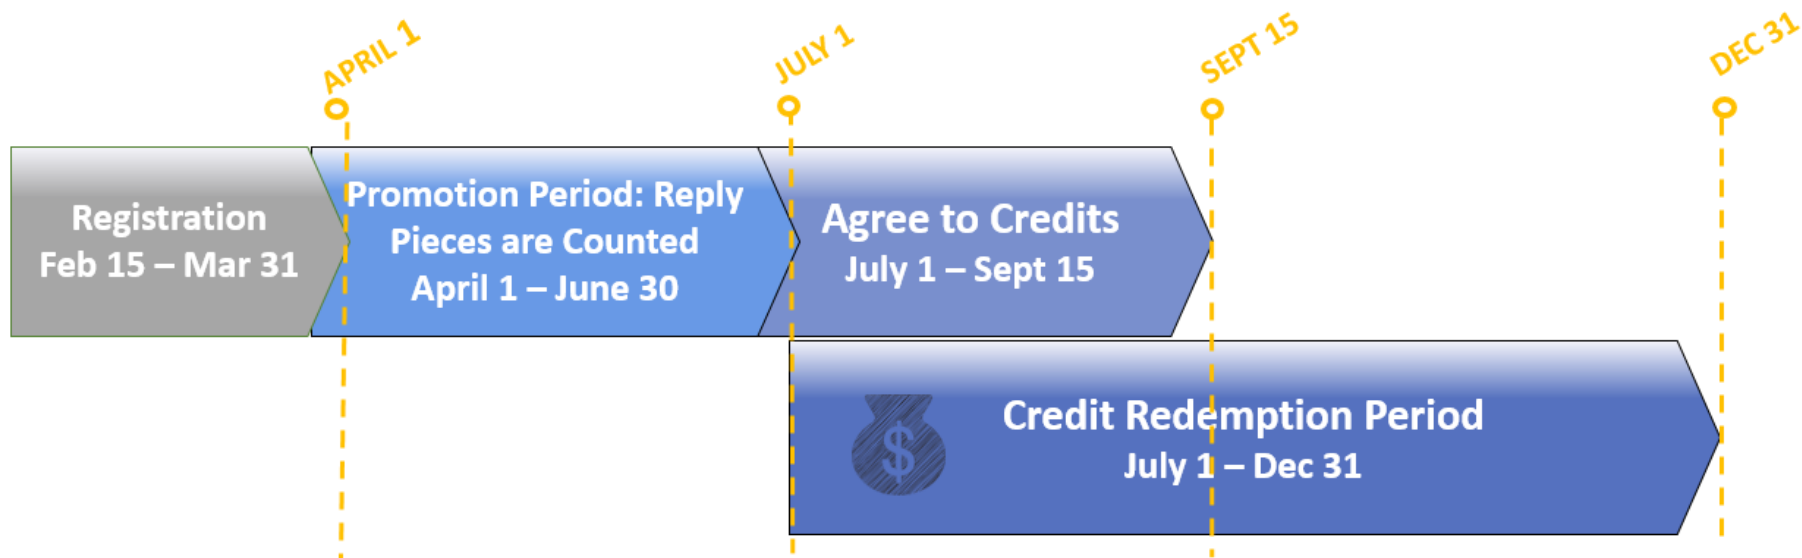 APRIL 1
JULY 1
SEPT 15
DEC 31
Registration
Feb 15 – Mar 31
Promotion Period: Reply
Pieces are Counted
April 1 – June 30
Agree to Credits
July 1 – Sept 15
$
Credit Redemption Period
July 1 – Dec 31